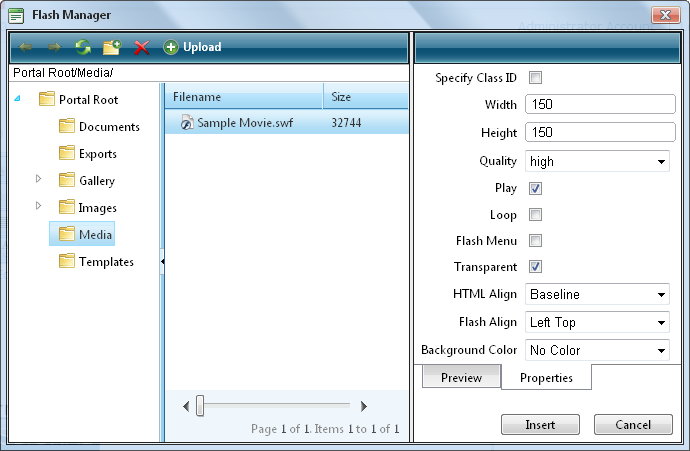 Flash Manager
Administrator Accoun
Upload
Portal Root/Media/
Portal Root
Documents
Exports
Gallery
Images
Media
Templates
Filename Size
Sample Movie.swf 32744
Page 1 of 1. Items 1 to 1 of 1
Specify Class ID
Width 150
Height 150
Quality high
Play
Loop
Flash Menu
Transparent
HTML Align Baseline
Flash Align Left Top
Background Color No Color
Preview Properties
Insert Cancel